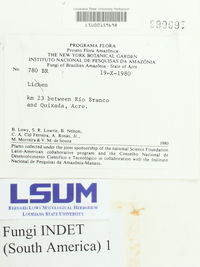 Louisiana State University Herbarium
PROGRAMA FLORA
Projeto Flora Amazônica
THE NEW YORK BOTANICAL GARDEN
INSTITUTO NACIONAL DE PESQUISAS DA AMAZÔNIA
Fungi of Brazilian Amazonia - State of Acre
No. 780 BR 19-X-1980
Lichen
km 23 between Rio Branco
and Quixada, Acre.
B. Lowy, S. R. Lowrie, B. Nelson,
C. A. Cid Ferreira, A. Rosas, Jr.,
M. Moreira & V. M. de Souza 1980
Plants collected under the joint sponsorship of the national Science Foundation
Latin-American collaborative program and the Conselho Nacional de
Desenvolvimento Científico e Tecnológico in collaboration with the Instituto
Nacional de Pesquisas da Amazônia-Manaus.
LSUM
BERNARD LOWY MYCOLOGICAL HERBARIUM
LOUISIANA STATE UNIVERSITY
Fungi INDET
(South America) 1